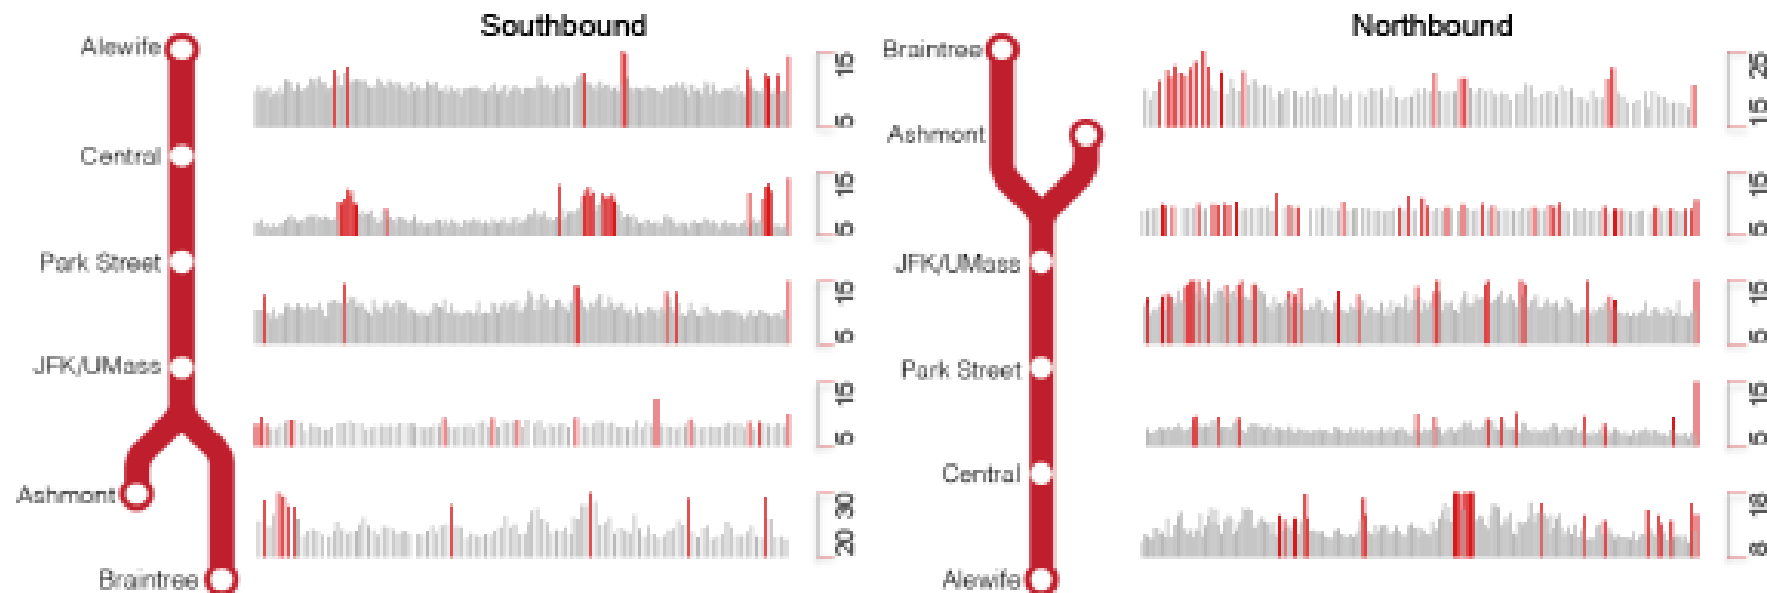 Southbound
Alewife
15
5
Central
15
5
Park Street
15
5
JFK/UMass
15
5
Ashmont
30
20
Braintree
Northbound
Braintree
25
15
Ashmont
15
5
JFK/UMass
15
5
Park Street
15
5
Central
18
8
Alewife